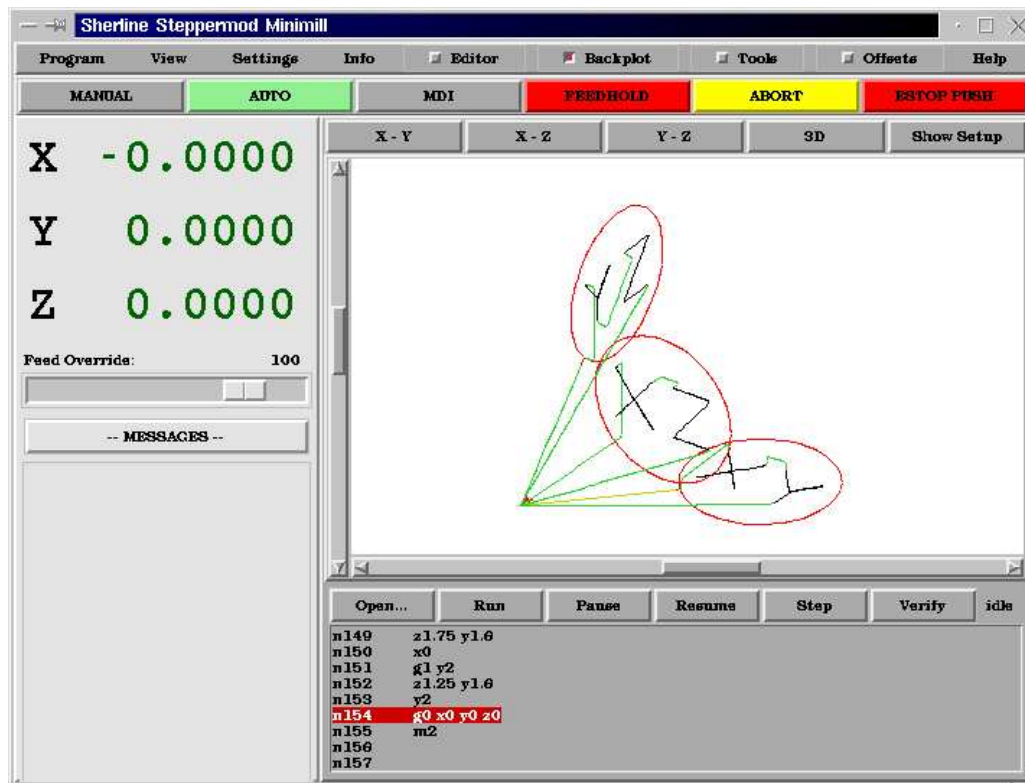 Sherline Steppermod Minimill
Program View Settings Info Editor Backplot Tools Offsets Help
MANUAL AUTO MDI FEEDHOLD ABORT ESTOP PUSH
X - Y X - Z Y - Z 3D Show Setup
X -0.0000
Y 0.0000
Z 0.0000
Feed Override: 100
-- MESSAGES --
YZ
XZ
XY
Open... Run Pause Resume Step Verify idle
n149 z1.75 y1.6
n150 x0
n151 g1 y2
n152 z1.25 y1.6
n153 y2
n154 g0 x0 y0 z0
n155 m2
n156
n157